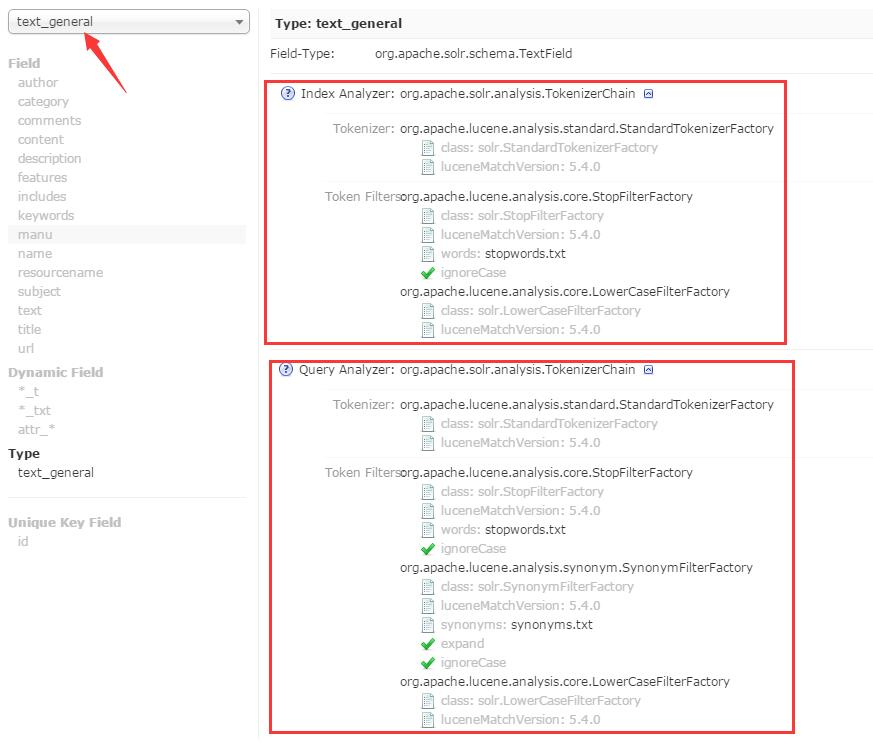 text_general
Field
author
category
comments
content
description
features
includes
keywords
manu
name
resourcename
subject
text
title
url
Dynamic Field
*_t
*_txt
attr_*
Type
text_general
Unique Key Field
id
Type: text_general
Field-Type: org.apache.solr.schema.TextField
? Index Analyzer: org.apache.solr.analysis.TokenizerChain
Tokenizer: org.apache.lucene.analysis.standard.StandardTokenizerFactory
class: solr.StandardTokenizerFactory
luceneMatchVersion: 5.4.0
Token Filters: org.apache.lucene.analysis.core.StopFilterFactory
class: solr.StopFilterFactory
luceneMatchVersion: 5.4.0
words: stopwords.txt
ignoreCase
org.apache.lucene.analysis.core.LowerCaseFilterFactory
class: solr.LowerCaseFilterFactory
luceneMatchVersion: 5.4.0
? Query Analyzer: org.apache.solr.analysis.TokenizerChain
Tokenizer: org.apache.lucene.analysis.standard.StandardTokenizerFactory
class: solr.StandardTokenizerFactory
luceneMatchVersion: 5.4.0
Token Filters: org.apache.lucene.analysis.core.StopFilterFactory
class: solr.StopFilterFactory
luceneMatchVersion: 5.4.0
words: stopwords.txt
ignoreCase
org.apache.lucene.analysis.synonym.SynonymFilterFactory
class: solr.SynonymFilterFactory
luceneMatchVersion: 5.4.0
synonyms: synonyms.txt
expand
ignoreCase
org.apache.lucene.analysis.core.LowerCaseFilterFactory
class: solr.LowerCaseFilterFactory
luceneMatchVersion: 5.4.0